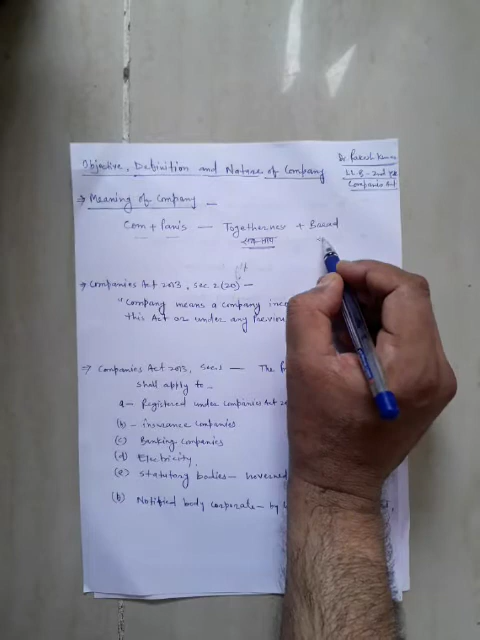 Objective, Definition and Nature of Company
Dr. Rakesh Kumar
LL.B - 2nd
Companies Act
→ Meaning of Company —
Com + Panis — Togetherness + Bread
एक साथ
→ Companies Act 2013, Sec. 2(20) —
"Company means a company
this Act or under any Previous
→ Companies Act 2013, Sec. 1 — The
shall apply to —
a — Registered under Companies Act
(b) — insurance companies
(c) Banking Companies
(d) Electricity
(e) Statutory bodies —
(b) Notified body corporate — by